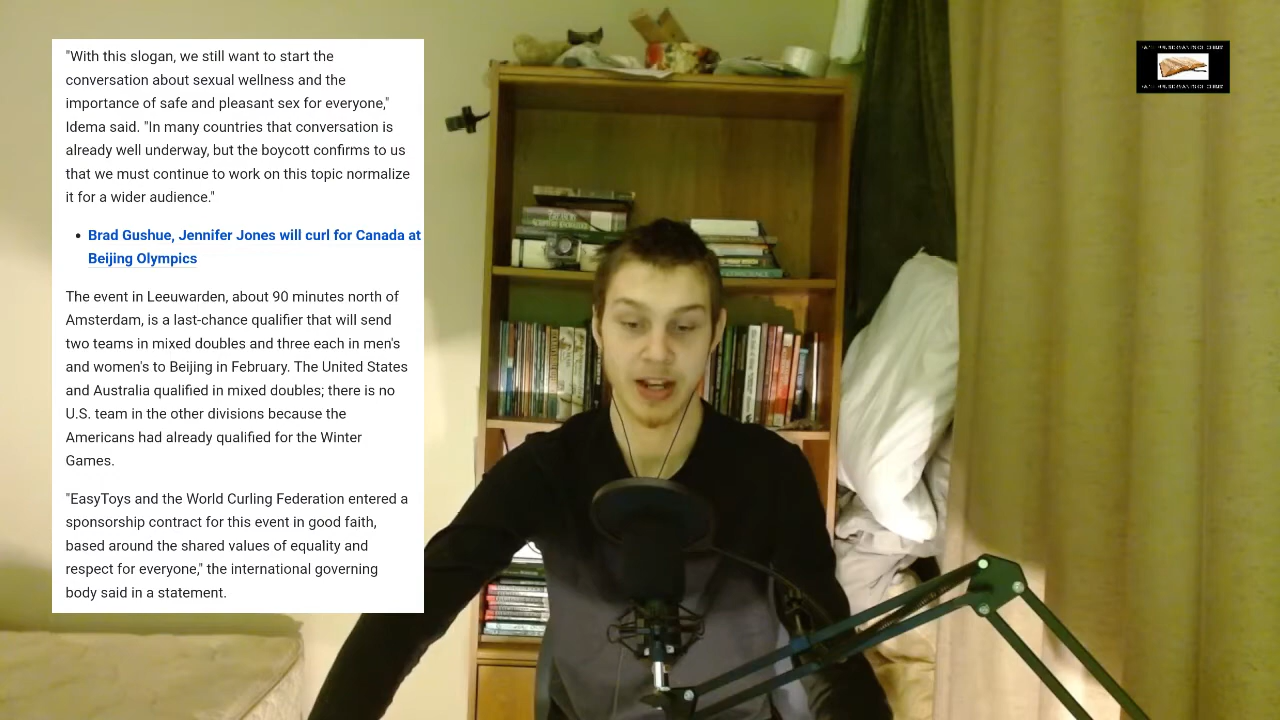 "With this slogan, we still want to start the
conversation about sexual wellness and the
importance of safe and pleasant sex for everyone,"
Idema said. "In many countries that conversation is
already well underway, but the boycott confirms to us
that we must continue to work on this topic normalize
it for a wider audience."
• Brad Gushue, Jennifer Jones will curl for Canada at
Beijing Olympics
The event in Leeuwarden, about 90 minutes north of
Amsterdam, is a last-chance qualifier that will send
two teams in mixed doubles and three each in men's
and women's to Beijing in February. The United States
and Australia qualified in mixed doubles; there is no
U.S. team in the other divisions because the
Americans had already qualified for the Winter
Games.
"EasyToys and the World Curling Federation entered a
sponsorship contract for this event in good faith,
based around the shared values of equality and
respect for everyone," the international governing
body said in a statement.